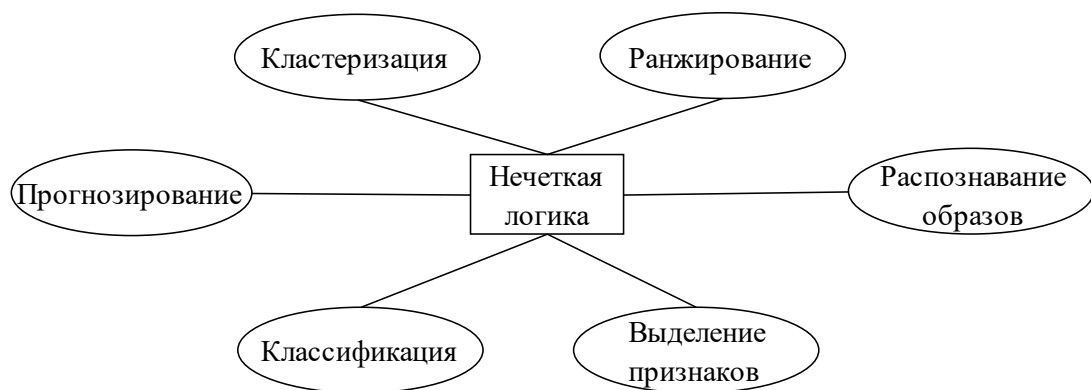 Кластеризация
Ранжирование
Прогнозирование
Нечеткая
логика
Распознавание
образов
Классификация
Выделение
признаков